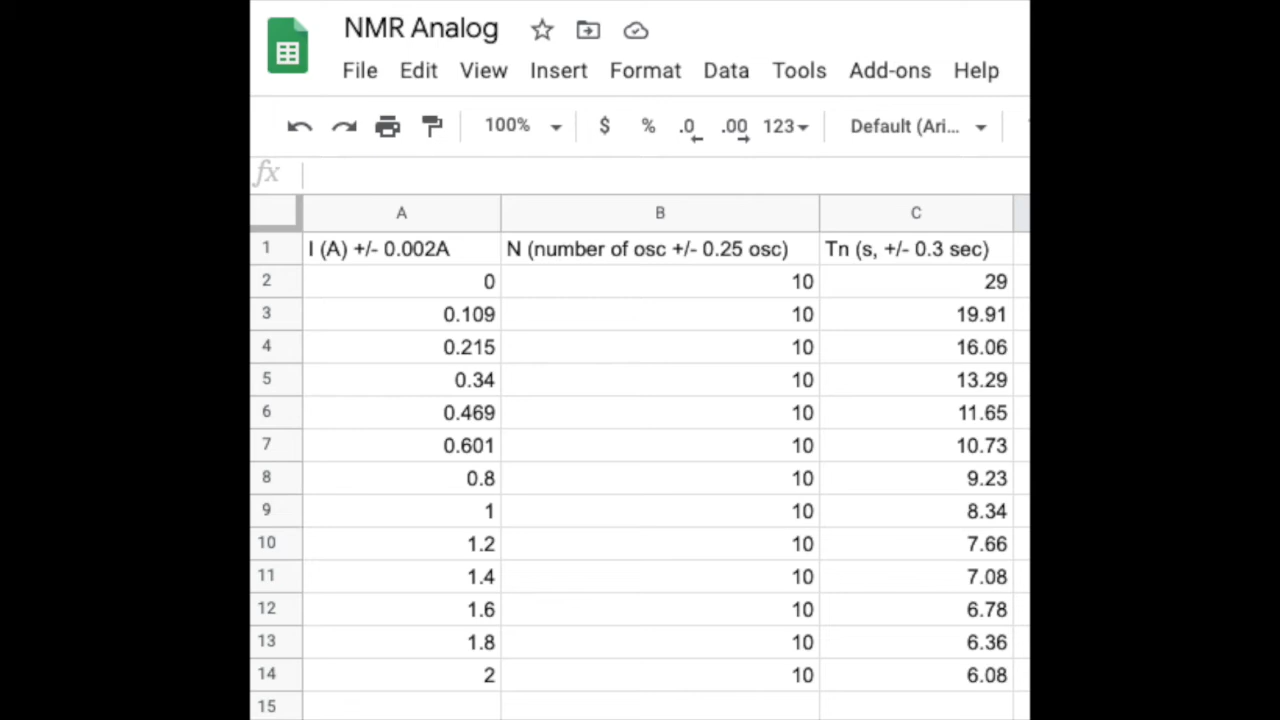 NMR Analog
File Edit View Insert Format Data Tools Add-ons Help
100% $ % .0 .00 123 Default (Ari...
fx
A B C
1 I (A) +/- 0.002A N (number of osc +/- 0.25 osc) Tn (s, +/- 0.3 sec)
2 0 10 29
3 0.109 10 19.91
4 0.215 10 16.06
5 0.34 10 13.29
6 0.469 10 11.65
7 0.601 10 10.73
8 0.8 10 9.23
9 1 10 8.34
10 1.2 10 7.66
11 1.4 10 7.08
12 1.6 10 6.78
13 1.8 10 6.36
14 2 10 6.08
15